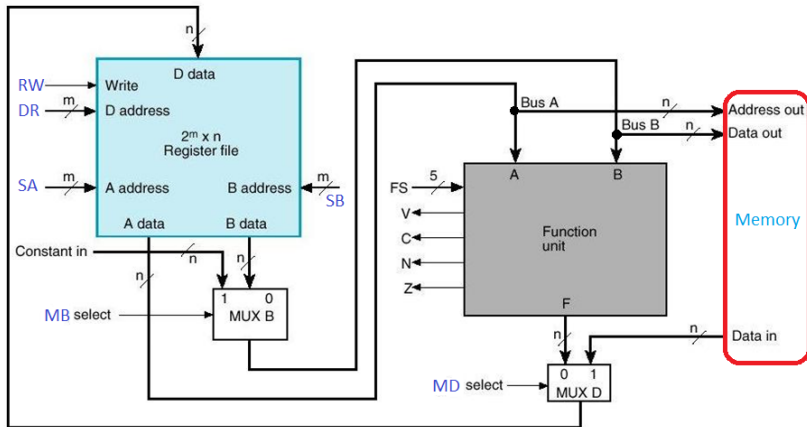 n
D data
RW
Write
DR
m
D address
2ᵐ x n
Register file
SA
m
A address
B address
m
SB
A data
B data
Constant in
n
n
n
1 0
MUX B
MB select
n
Bus A
n
Address out
Bus B
n
Data out
A
B
FS
5
V
C
N
Z
Function
unit
F
Memory
n
n
Data in
0 1
MUX D
MD select